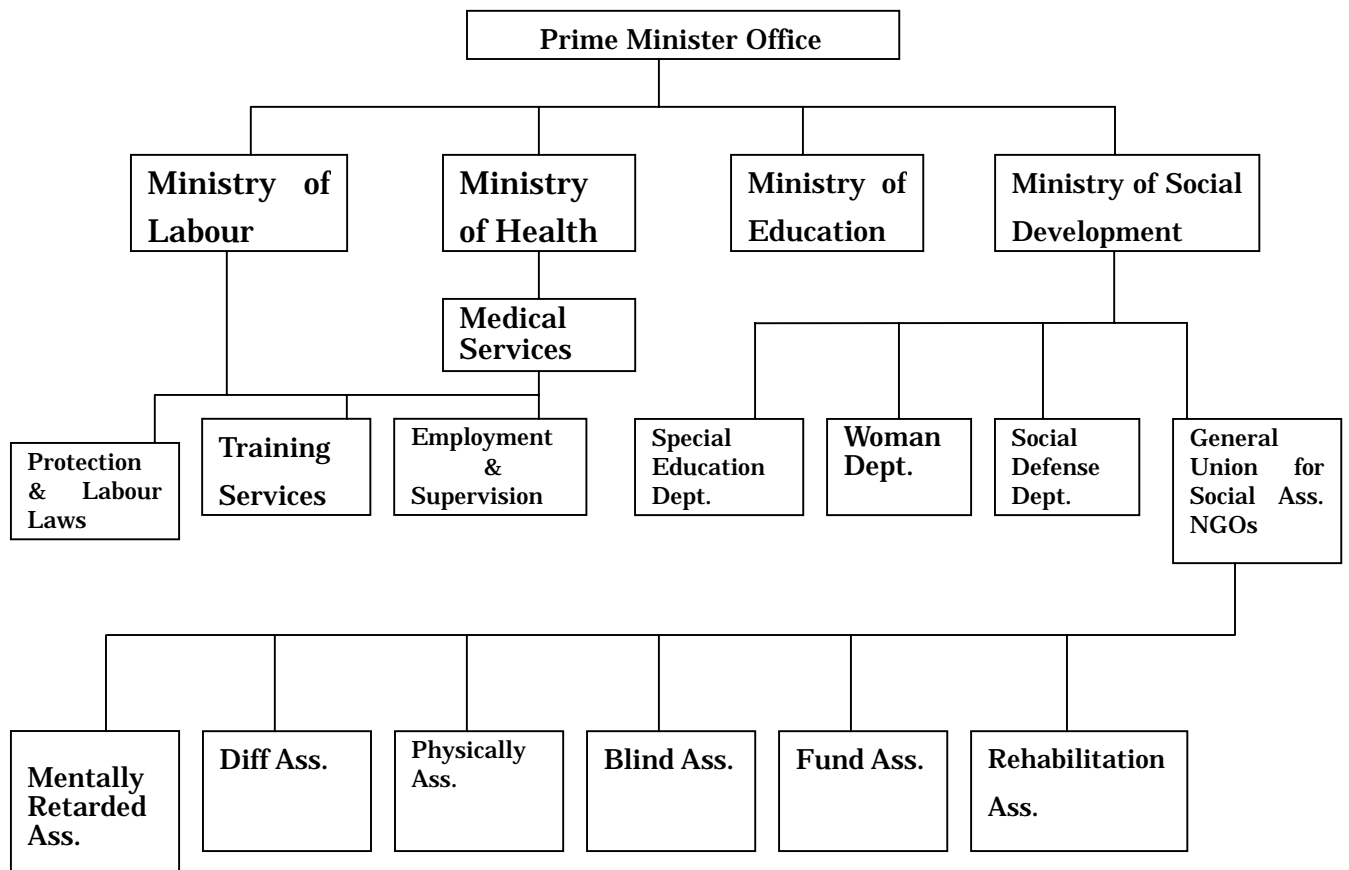 Prime Minister Office
Ministry of
Labour
Ministry
of Health
Ministry of
Education
Ministry of Social
Development
Medical
Services
Protection
& Labour
Laws
Training
Services
Employment
&
Supervision
Special
Education
Dept.
Woman
Dept.
Social
Defense
Dept.
General
Union for
Social Ass.
NGOs
Mentally
Retarded
Ass.
Diff Ass.
Physically
Ass.
Blind Ass.
Fund Ass.
Rehabilitation
Ass.